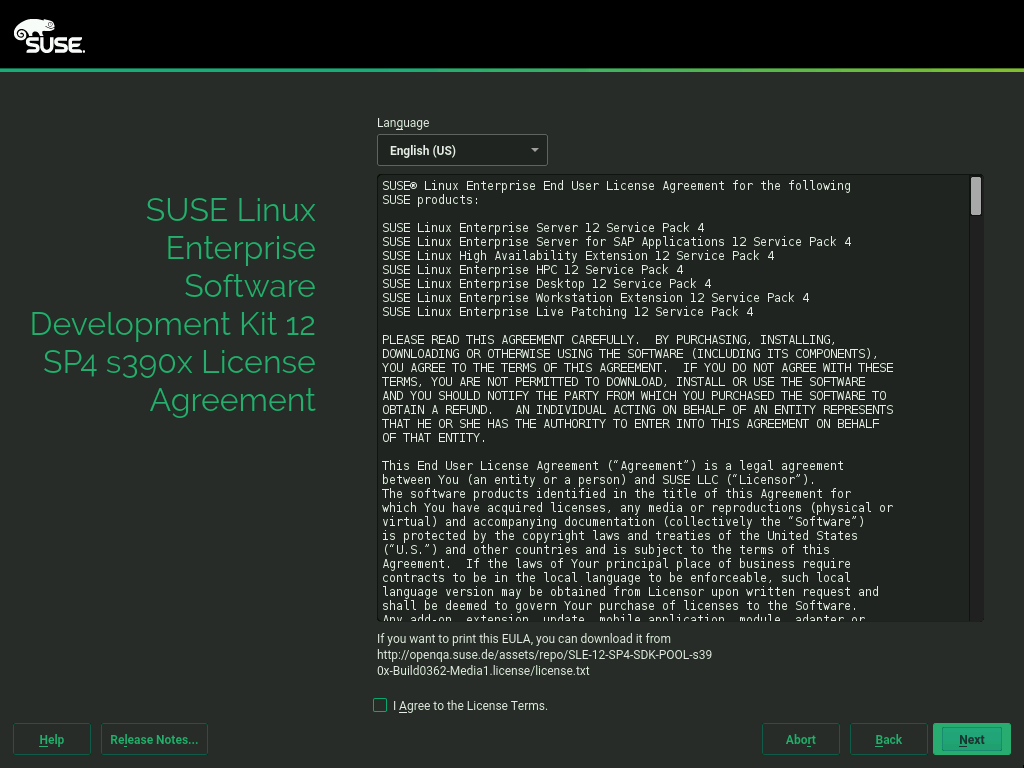 SUSE.
Language
English (US)
SUSE Linux
Enterprise
Software
Development Kit 12
SP4 s390x License
Agreement
SUSE® Linux Enterprise End User License Agreement for the following
SUSE products:
SUSE Linux Enterprise Server 12 Service Pack 4
SUSE Linux Enterprise Server for SAP Applications 12 Service Pack 4
SUSE Linux High Availability Extension 12 Service Pack 4
SUSE Linux Enterprise HPC 12 Service Pack 4
SUSE Linux Enterprise Desktop 12 Service Pack 4
SUSE Linux Enterprise Workstation Extension 12 Service Pack 4
SUSE Linux Enterprise Live Patching 12 Service Pack 4
PLEASE READ THIS AGREEMENT CAREFULLY.  BY PURCHASING, INSTALLING,
DOWNLOADING OR OTHERWISE USING THE SOFTWARE (INCLUDING ITS COMPONENTS),
YOU AGREE TO THE TERMS OF THIS AGREEMENT.  IF YOU DO NOT AGREE WITH THESE
TERMS, YOU ARE NOT PERMITTED TO DOWNLOAD, INSTALL OR USE THE SOFTWARE
AND YOU SHOULD NOTIFY THE PARTY FROM WHICH YOU PURCHASED THE SOFTWARE TO
OBTAIN A REFUND.   AN INDIVIDUAL ACTING ON BEHALF OF AN ENTITY REPRESENTS
THAT HE OR SHE HAS THE AUTHORITY TO ENTER INTO THIS AGREEMENT ON BEHALF
OF THAT ENTITY.
This End User License Agreement (“Agreement”) is a legal agreement
between You (an entity or a person) and SUSE LLC (“Licensor”).
The software products identified in the title of this Agreement for
which You have acquired licenses, any media or reproductions (physical or
virtual) and accompanying documentation (collectively the “Software”)
is protected by the copyright laws and treaties of the United States
(“U.S.”) and other countries and is subject to the terms of this
Agreement.  If the laws of Your principal place of business require
contracts to be in the local language to be enforceable, such local
language version may be obtained from Licensor upon written request and
shall be deemed to govern Your purchase of licenses to the Software.
Any add-on, extension, update, mobile application, module, adapter or
If you want to print this EULA, you can download it from
http://openqa.suse.de/assets/repo/SLE-12-SP4-SDK-POOL-s39
0x-Build0362-Media1.license/license.txt
I Agree to the License Terms.
Help
Release Notes...
Abort
Back
Next